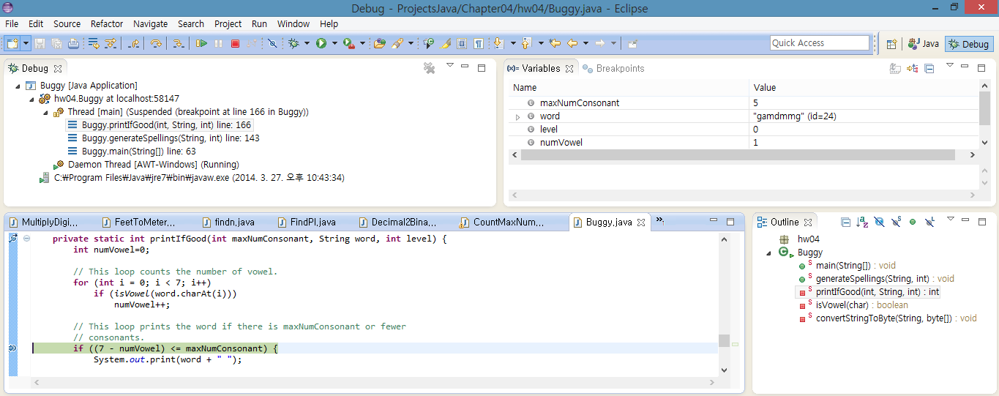 Debug - ProjectsJava/Chapter04/hw04/Buggy.java - Eclipse
File Edit Source Refactor Navigate Search Project Run Window Help
Quick Access
Java
Debug
Debug
Buggy [Java Application]
hw04.Buggy at localhost:58147
Thread [main] (Suspended (breakpoint at line 166 in Buggy))
Buggy.printIfGood(int, String, int) line: 166
Buggy.generateSpellings(String, int) line: 143
Buggy.main(String[]) line: 63
Daemon Thread [AWT-Windows] (Running)
C:₩Program Files₩Java₩jre7₩bin₩javaw.exe (2014. 3. 27. 오후 10:43:34)
(x)= Variables Breakpoints
Name Value
maxNumConsonant 5
word "gamdmmg" (id=24)
level 0
numVowel 1
MultiplyDigi... FeetToMeter... findn.java FindPI.java Decimal2Bina... CountMaxNum... Buggy.java
private static int printIfGood(int maxNumConsonant, String word, int level) {
int numVowel=0;
// This loop counts the number of vowel.
for (int i = 0; i < 7; i++)
if (isVowel(word.charAt(i)))
numVowel++;
// This loop prints the word if there is maxNumConsonant or fewer
// consonants.
if ((7 - numVowel) <= maxNumConsonant) {
System.out.print(word + " ");
Outline
hw04
Buggy
main(String[]) : void
generateSpellings(String, int) : void
printIfGood(int, String, int) : int
isVowel(char) : boolean
convertStringToByte(String, byte[]) : void